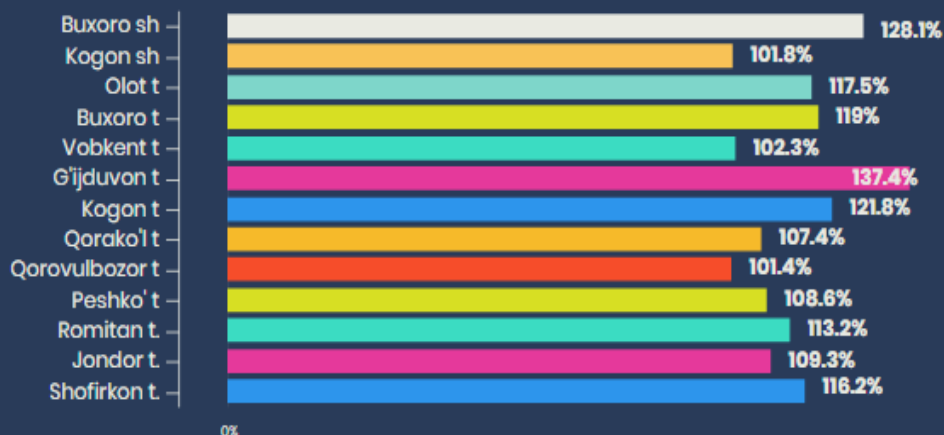 Buxoro sh 128.1%
Kogon sh 101.8%
Olot t 117.5%
Buxoro t 119%
Vobkent t 102.3%
G'ijduvon t 137.4%
Kogon t 121.8%
Qorako'l t 107.4%
Qorovulbozor t 101.4%
Peshko' t 108.6%
Romitan t. 113.2%
Jondor t. 109.3%
Shofirkon t. 116.2%
0%